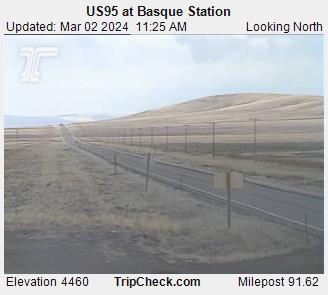 US95 at Basque Station
Updated: Mar 02 2024 11:25 AM Looking North
Elevation 4460 TripCheck.com Milepost 91.62